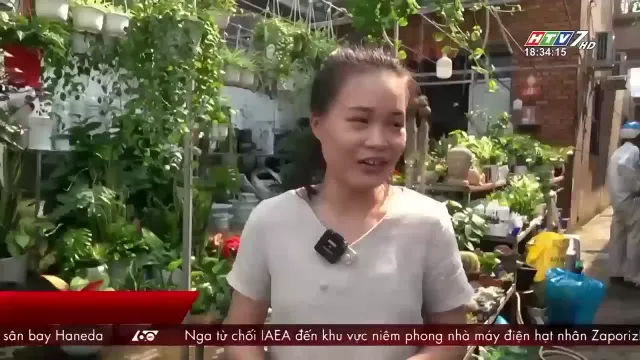 HTV7 HD
18:34:15
sân bay Haneda 60 Nga từ chối IAEA đến khu vực niêm phong nhà máy điện hạt nhân Zaporiz